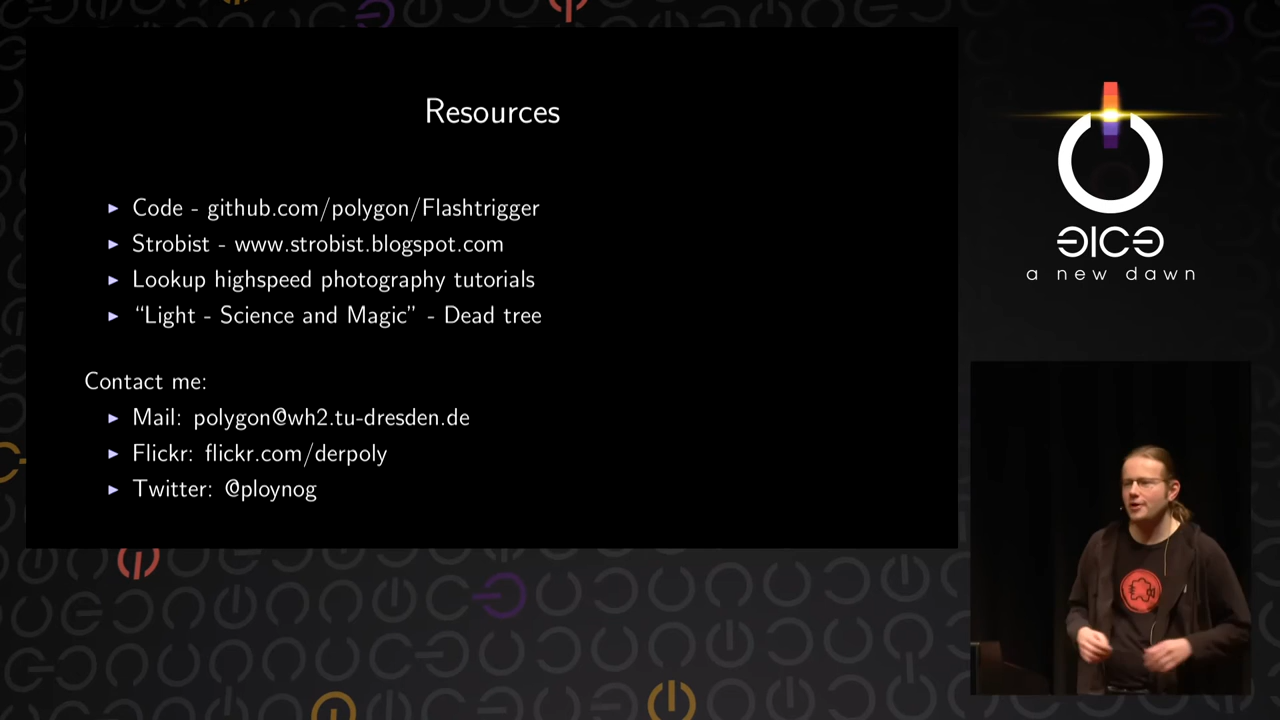 Resources
Code - github.com/polygon/Flashtrigger
Strobist - www.strobist.blogspot.com
Lookup highspeed photography tutorials
“Light - Science and Magic” - Dead tree
Contact me:
Mail: polygon@wh2.tu-dresden.de
Flickr: flickr.com/derpoly
Twitter: @ploynog
a new dawn